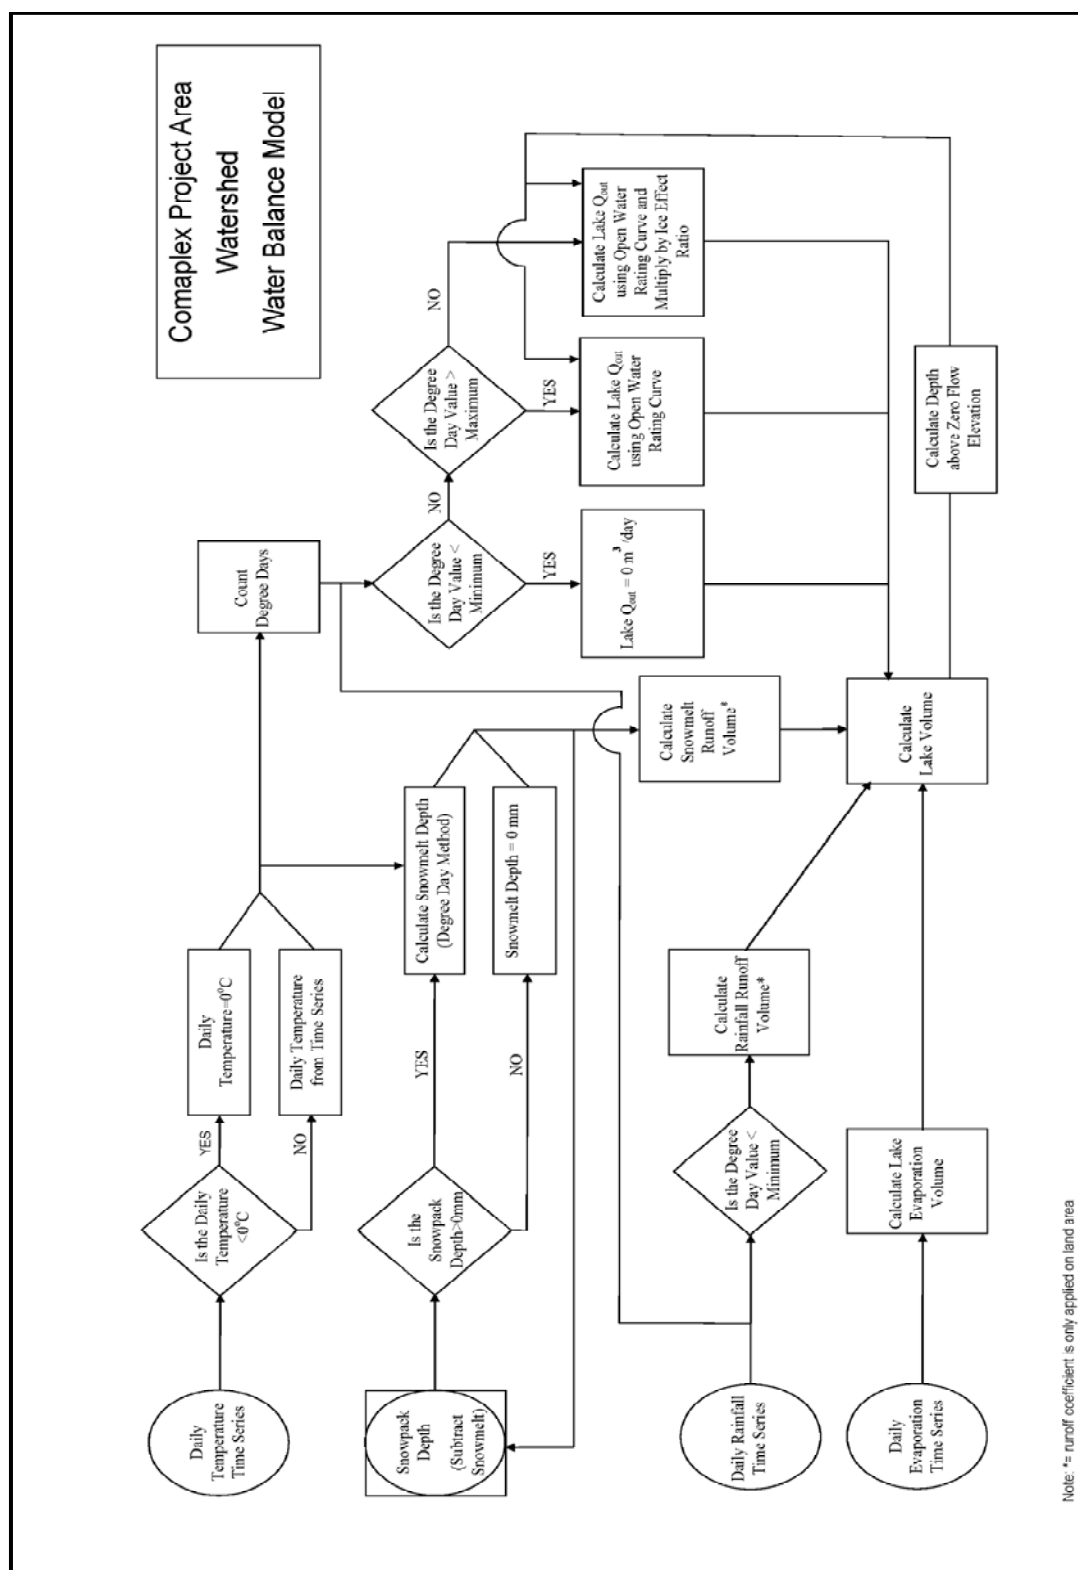 Comaplex Project Area
Watershed
Water Balance Model
Daily
Temperature
Time Series
Is the Daily
Temperature
<0°C
YES
NO
Daily
Temperature=0°C
Daily Temperature
from Time Series
Count
Degree Days
Snowpack
Depth
(Subtract
Snowmelt)
Is the
Snowpack
Depth>0mm
YES
NO
Calculate Snowmelt Depth
(Degree Day Method)
Snowmelt Depth = 0 mm
Is the Degree
Day Value <
Minimum
NO
YES
Is the Degree
Day Value >
Maximum
NO
YES
Lake Qout = 0 m³ /day
Calculate Lake Qout
using Open Water
Rating Curve
Calculate Lake Qout
using Open Water
Rating Curve and
Multiply by Ice Effect
Ratio
Calculate
Snowmelt
Runoff
Volume*
Daily Rainfall
Time Series
Is the Degree
Day Value <
Minimum
Calculate
Rainfall Runoff
Volume*
Daily
Evaporation
Time Series
Calculate Lake
Evaporation
Volume
Calculate
Lake Volume
Calculate Depth
above Zero Flow
Elevation
Note: *= runoff coefficient is only applied on land area